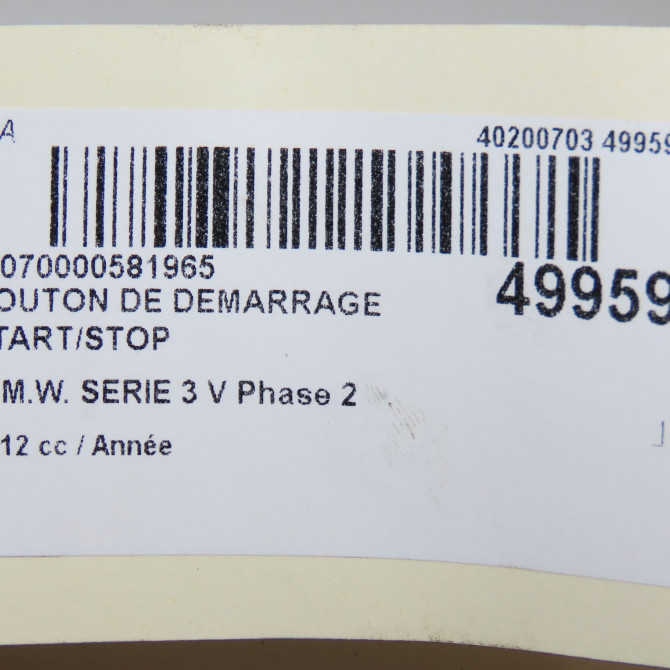 A
40200703 49959
070000581965
OUTON DE DEMARRAGE
49959
TART/STOP
M.W. SERIE 3 V Phase 2
12 cc / Année